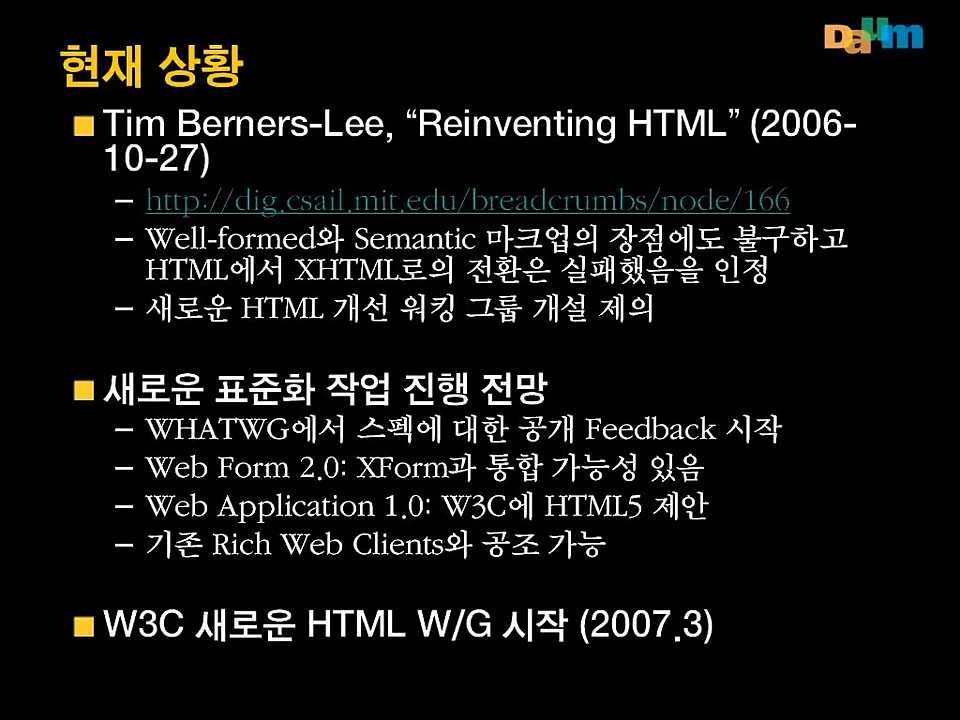 Daum
현재 상황
■ Tim Berners-Lee, “Reinventing HTML” (2006-
10-27)
– http://dig.csail.mit.edu/breadcrumbs/node/166
– Well-formed와 Semantic 마크업의 장점에도 불구하고
HTML에서 XHTML로의 전환은 실패했음을 인정
– 새로운 HTML 개선 워킹 그룹 개설 제의
■ 새로운 표준화 작업 진행 전망
– WHATWG에서 스펙에 대한 공개 Feedback 시작
– Web Form 2.0: XForm과 통합 가능성 있음
– Web Application 1.0: W3C에 HTML5 제안
– 기존 Rich Web Clients와 공조 가능
■ W3C 새로운 HTML W/G 시작 (2007.3)